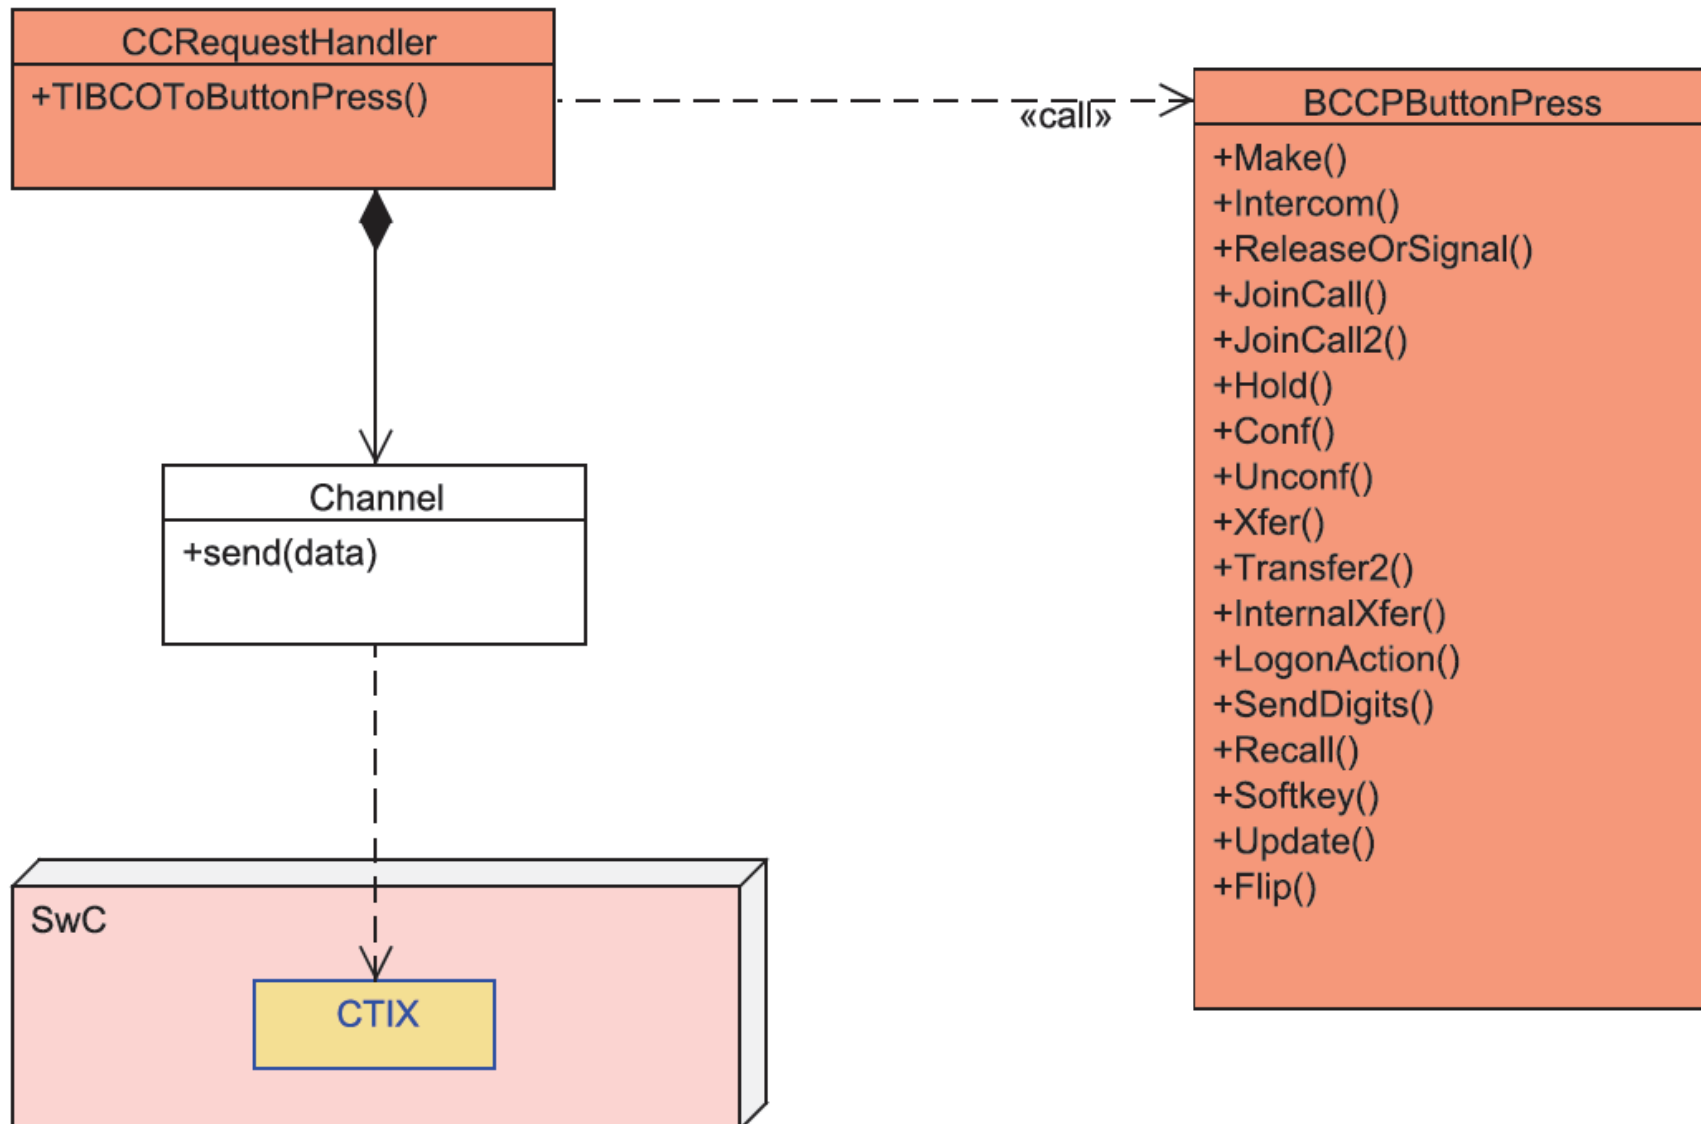 CCRequestHandler
+TIBCOToButtonPress()
«call»
BCCPButtonPress
+Make()
+Intercom()
+ReleaseOrSignal()
+JoinCall()
+JoinCall2()
+Hold()
+Conf()
+Unconf()
+Xfer()
+Transfer2()
+InternalXfer()
+LogonAction()
+SendDigits()
+Recall()
+Softkey()
+Update()
+Flip()
Channel
+send(data)
SwC
CTIX